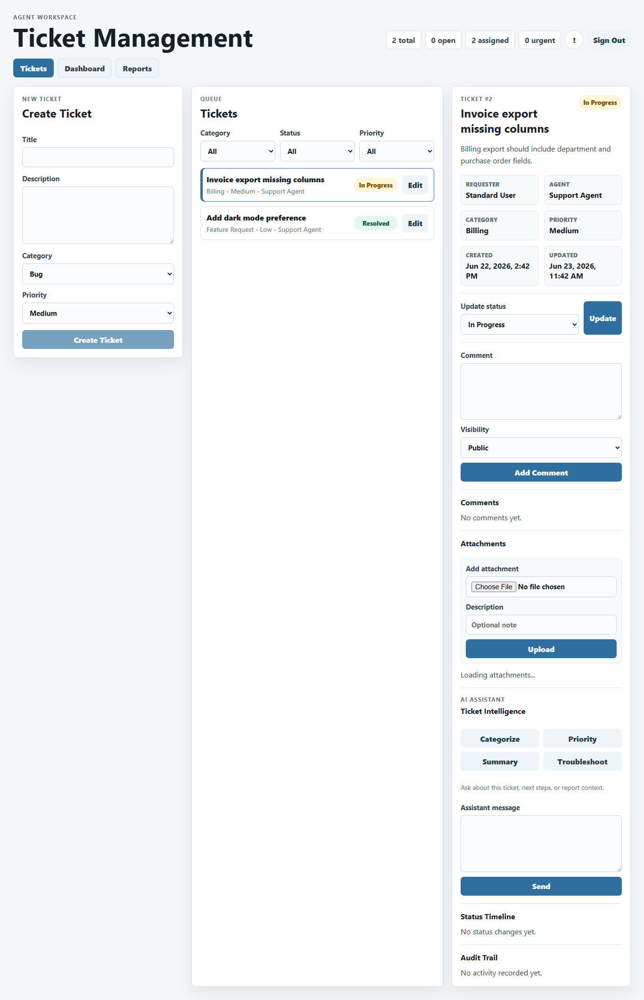 AGENT WORKSPACE
Ticket Management
2 total
0 open
2 assigned
0 urgent
!
Sign Out
Tickets
Dashboard
Reports
NEW TICKET
Create Ticket
Title
Description
Category
Bug
Priority
Medium
Create Ticket
QUEUE
Tickets
Category
Status
Priority
All
All
All
Invoice export missing columns
Billing - Medium - Support Agent
In Progress
Edit
Add dark mode preference
Feature Request - Low - Support Agent
Resolved
Edit
TICKET #2
In Progress
Invoice export
missing columns
Billing export should include department and
purchase order fields.
REQUESTER
Standard User
AGENT
Support Agent
CATEGORY
Billing
PRIORITY
Medium
CREATED
Jun 22, 2026, 2:42
PM
UPDATED
Jun 23, 2026,
11:42 AM
Update status
In Progress
Update
Comment
Visibility
Public
Add Comment
Comments
No comments yet.
Attachments
Add attachment
Choose File No file chosen
Description
Optional note
Upload
Loading attachments...
AI ASSISTANT
Ticket Intelligence
Categorize
Priority
Summary
Troubleshoot
Ask about this ticket, next steps, or report context.
Assistant message
Send
Status Timeline
No status changes yet.
Audit Trail
No activity recorded yet.